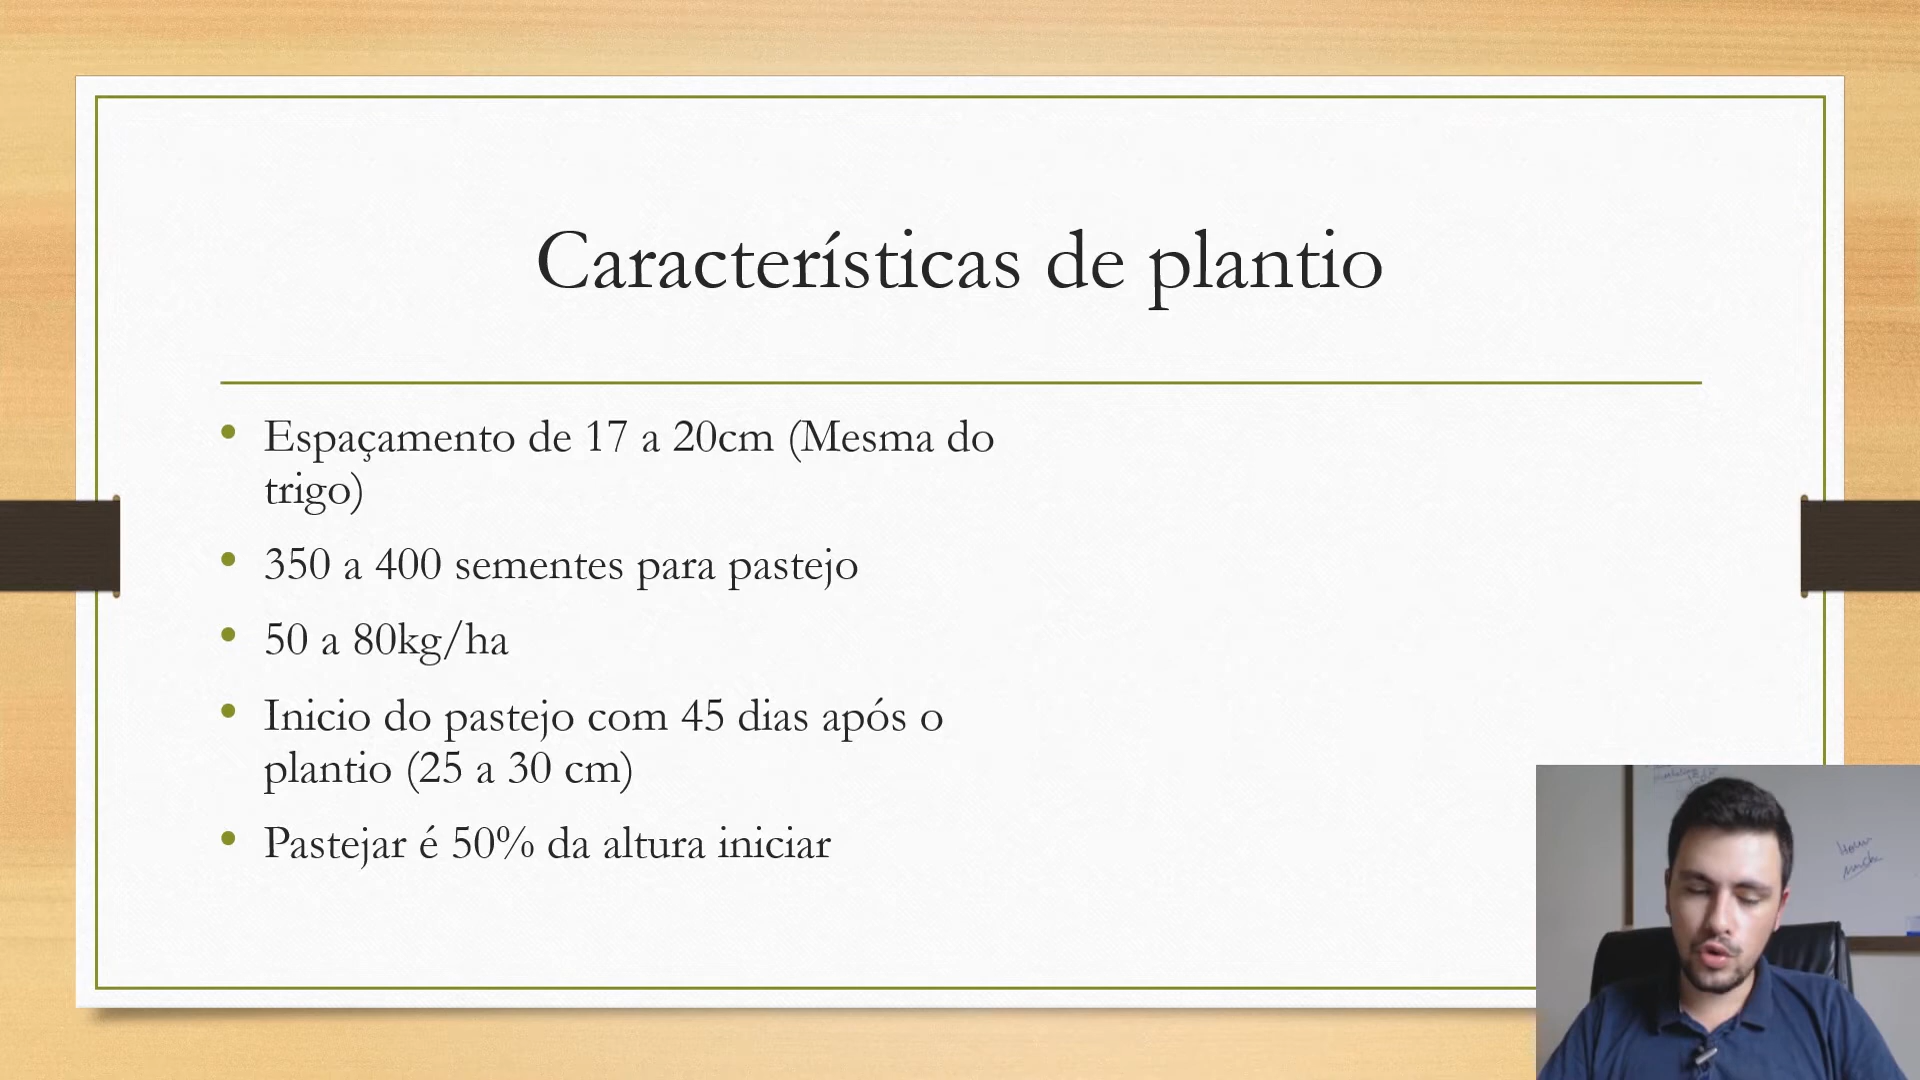 Características de plantio
Espaçamento de 17 a 20cm (Mesma do
trigo)
350 a 400 sementes para pastejo
50 a 80kg/ha
Inicio do pastejo com 45 dias após o
plantio (25 a 30 cm)
Pastejar é 50% da altura iniciar